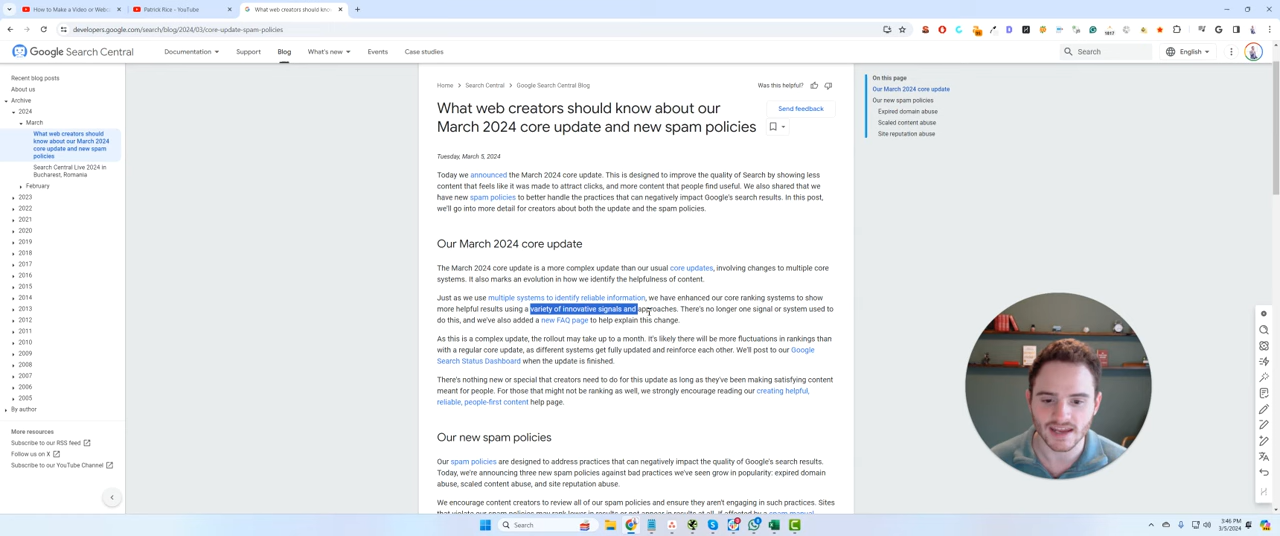 How to Make a Video or Web
Patrick Rice - YouTube
What web creators should kno
developers.google.com/search/blog/2024/03/core-update-spam-policies
Google Search Central
Documentation
Support
Blog
What's new
Events
Case studies
Search
English
Recent blog posts
About us
Archive
2024
March
What web creators should
know about our March 2024
core update and new spam
policies
Search Central Live 2024 in
Bucharest, Romania
February
2023
2022
2021
2020
2019
2018
2017
2016
2015
2014
2013
2012
2011
2010
2009
2008
2007
2006
2005
By author
More resources
Subscribe to our RSS feed
Follow us on X
Subscribe to our YouTube Channel
Home > Search Central > Google Search Central Blog
Was this helpful?
What web creators should know about our
March 2024 core update and new spam policies
Send feedback
Tuesday, March 5, 2024
Today we announced the March 2024 core update. This is designed to improve the quality of Search by showing less
content that feels like it was made to attract clicks, and more content that people find useful. We also shared that we
have new spam policies to better handle the practices that can negatively impact Google's search results. In this post,
we'll go into more detail for creators about both the update and the spam policies.
Our March 2024 core update
The March 2024 core update is a more complex update than our usual core updates, involving changes to multiple core
systems. It also marks an evolution in how we identify the helpfulness of content.
Just as we use multiple systems to identify reliable information, we have enhanced our core ranking systems to show
more helpful results using a variety of innovative signals and approaches. There's no longer one signal or system used to
do this, and we've also added a new FAQ page to help explain this change.
As this is a complex update, the rollout may take up to a month. It's likely there will be more fluctuations in rankings than
with a regular core update, as different systems get fully updated and reinforce each other. We'll post to our Google
Search Status Dashboard when the update is finished.
There's nothing new or special that creators need to do for this update as long as they've been making satisfying content
meant for people. For those that might not be ranking as well, we strongly encourage reading our creating helpful,
reliable, people-first content help page.
Our new spam policies
Our spam policies are designed to address practices that can negatively impact the quality of Google's search results.
Today, we're announcing three new spam policies against bad practices we've seen grow in popularity: expired domain
abuse, scaled content abuse, and site reputation abuse.
We encourage content creators to review all of our spam policies and ensure they aren't engaging in such practices. Sites
On this page
Our March 2024 core update
Our new spam policies
Expired domain abuse
Scaled content abuse
Site reputation abuse
Search
3:46 PM
3/5/2024